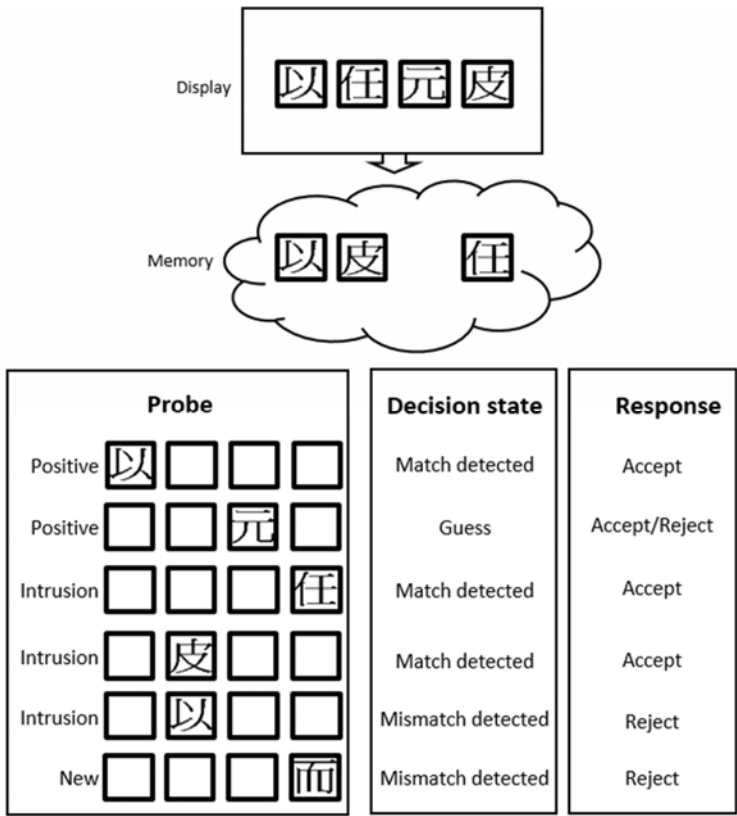 Display 以 任 元 皮
Memory 以 皮 任
Probe Decision state Response
Positive 以 Match detected Accept
Positive 元 Guess Accept/Reject
Intrusion 任 Match detected Accept
Intrusion 皮 Match detected Accept
Intrusion 以 Mismatch detected Reject
New 而 Mismatch detected Reject